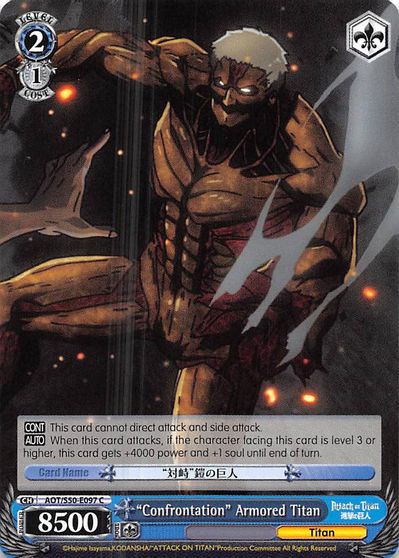 LEVEL
2
1
COST
CONT This card cannot direct attack and side attack.
AUTO When this card attacks, if the character facing this card is level 3 or
higher, this card gets +4000 power and +1 soul until end of turn.
Card Name "対峙"鎧の巨人
CH AOT/S50-E097 C
"Confrontation" Armored Titan
Attack on Titan
進撃の巨人
8500
Titan
©Hajime Isayama,KODANSHA/"ATTACK ON TITAN"Production Committee.All Rights Reserved